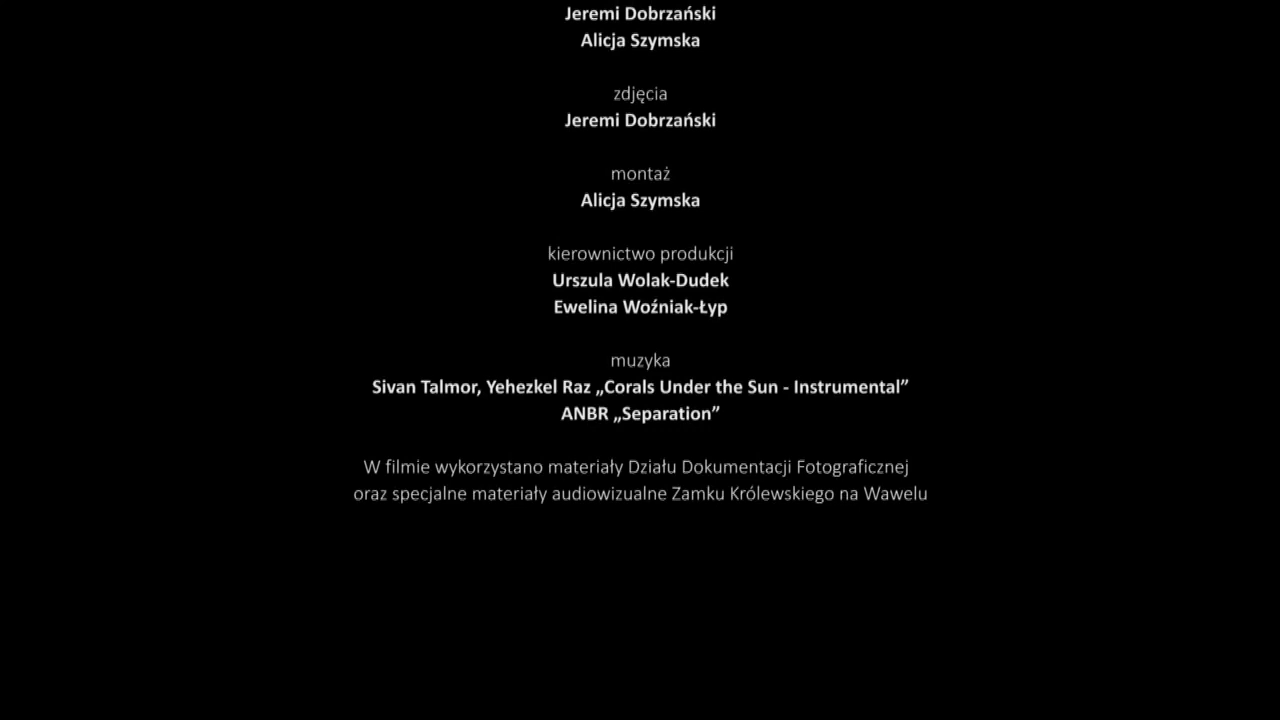 Jeremi Dobrzański
Alicja Szymska
zdjęcia
Jeremi Dobrzański
montaż
Alicja Szymska
kierownictwo produkcji
Urszula Wolak-Dudek
Ewelina Woźniak-Łyp
muzyka
Sivan Talmor, Yehezkel Raz „Corals Under the Sun - Instrumental”
ANBR „Separation”
W filmie wykorzystano materiały Działu Dokumentacji Fotograficznej
oraz specjalne materiały audiowizualne Zamku Królewskiego na Wawelu